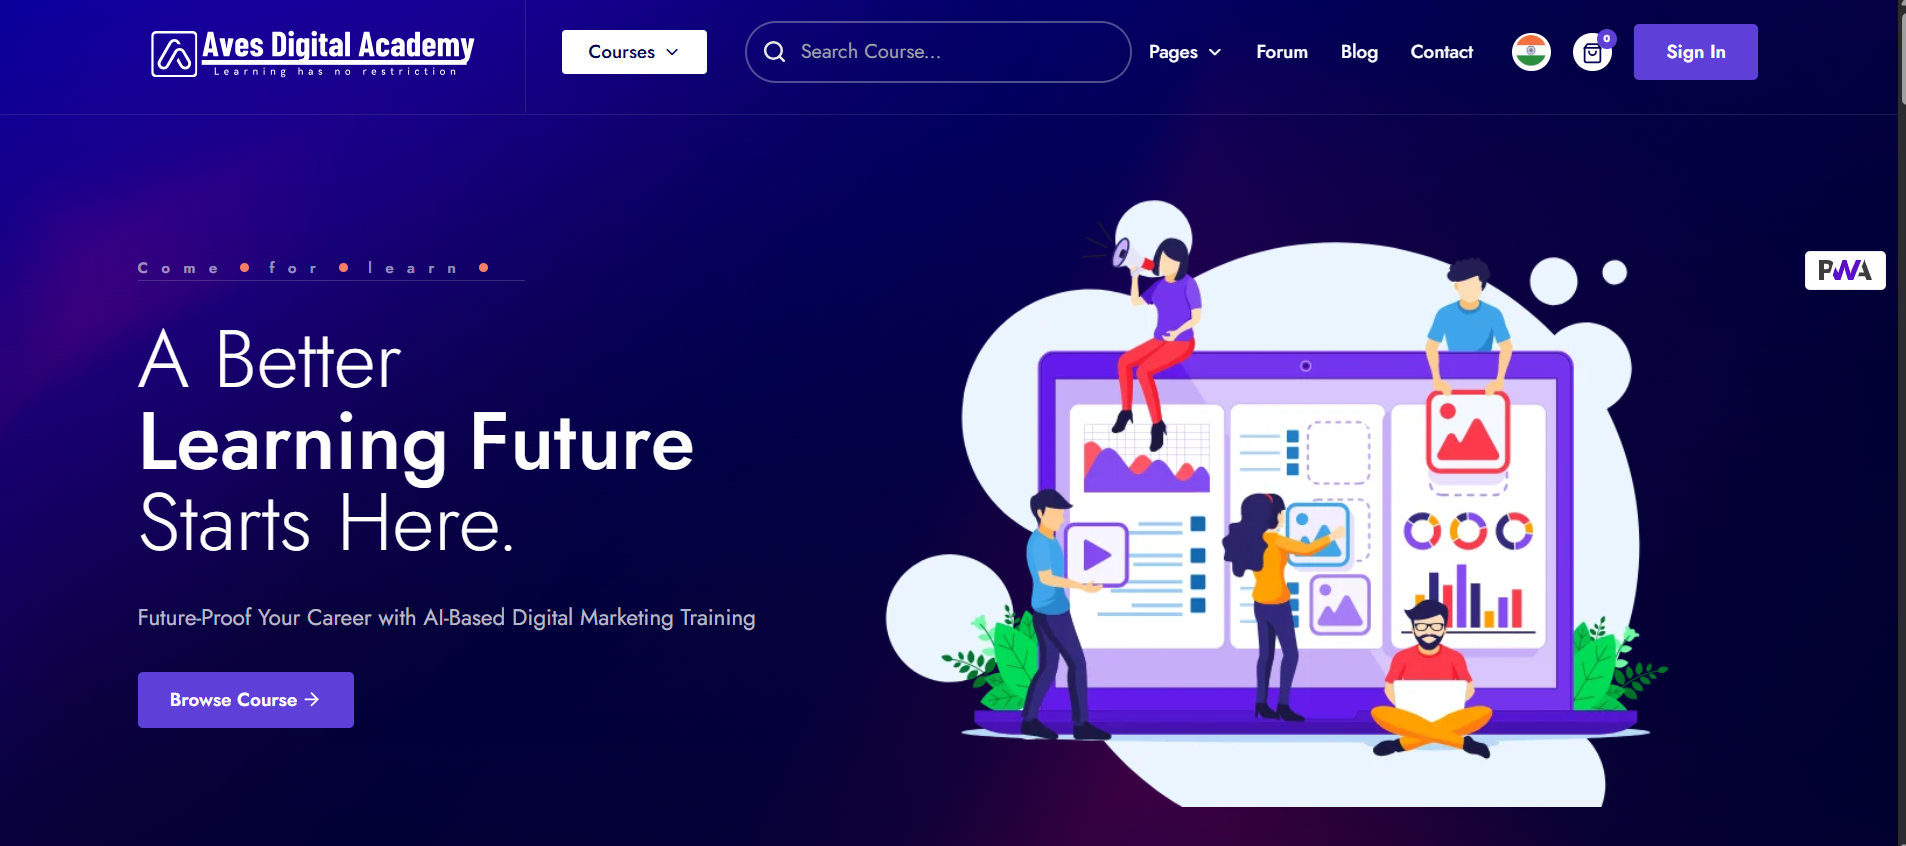 Aves Digital Academy
Learning has no restriction
Courses
Search Course...
Pages
Forum
Blog
Contact
0
Sign In
Come for learn
PWA
A Better
Learning Future
Starts Here.
Future-Proof Your Career with AI-Based Digital Marketing Training
Browse Course →